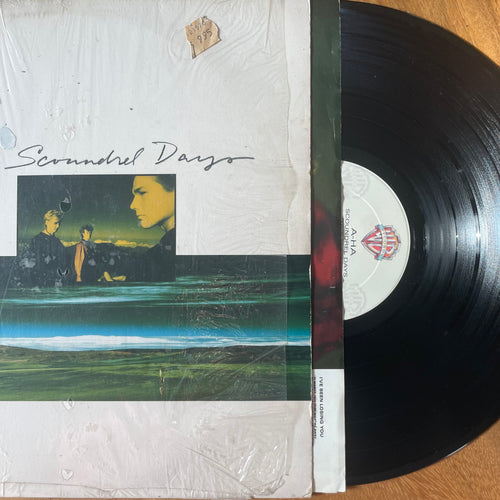 Scoundrel Days
A-HA
SCOUNDREL DAYS
I'VE BEEN LOSING YOU